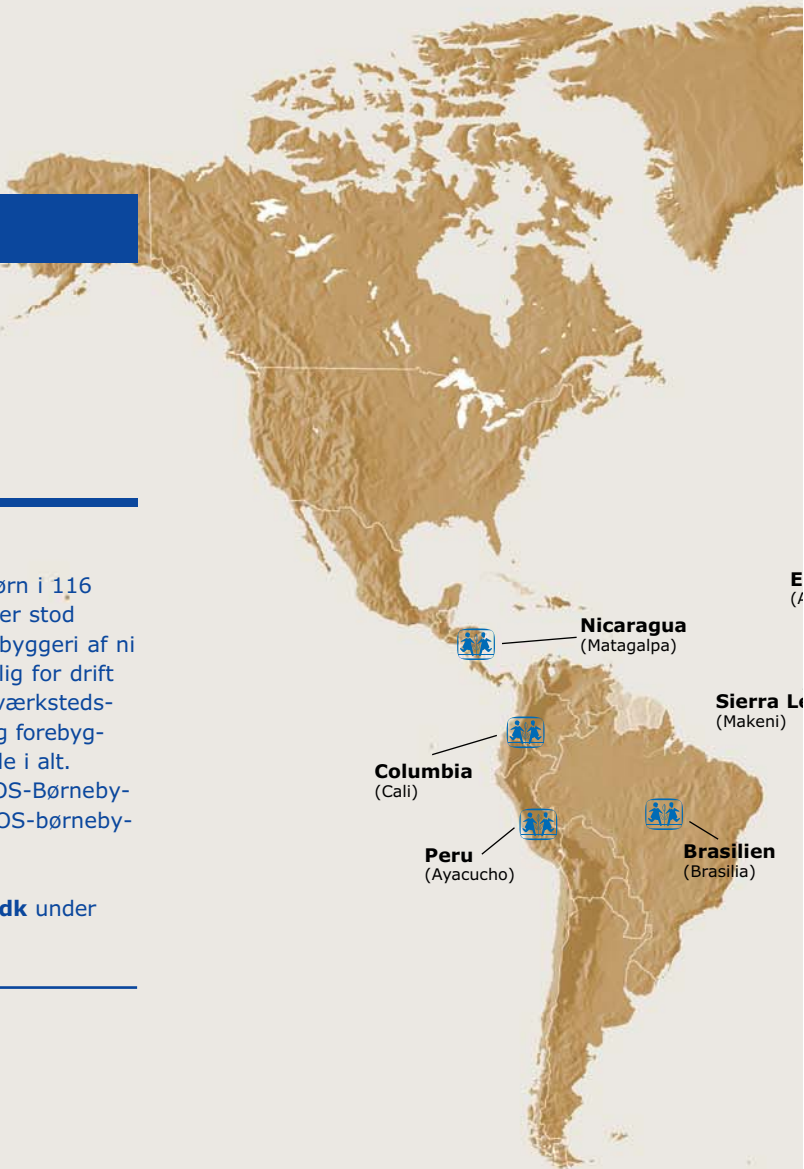 ørn i 116
er stod
byggeri af ni
lig for drift
værksteds-
g forebyg-
le i alt.
OS-Børneby-
OS-børneby-
dk under
Nicaragua
(Matagalpa)
Columbia
(Cali)
Peru
(Ayacucho)
Brasilien
(Brasilia)
E
(A
Sierra Le
(Makeni)